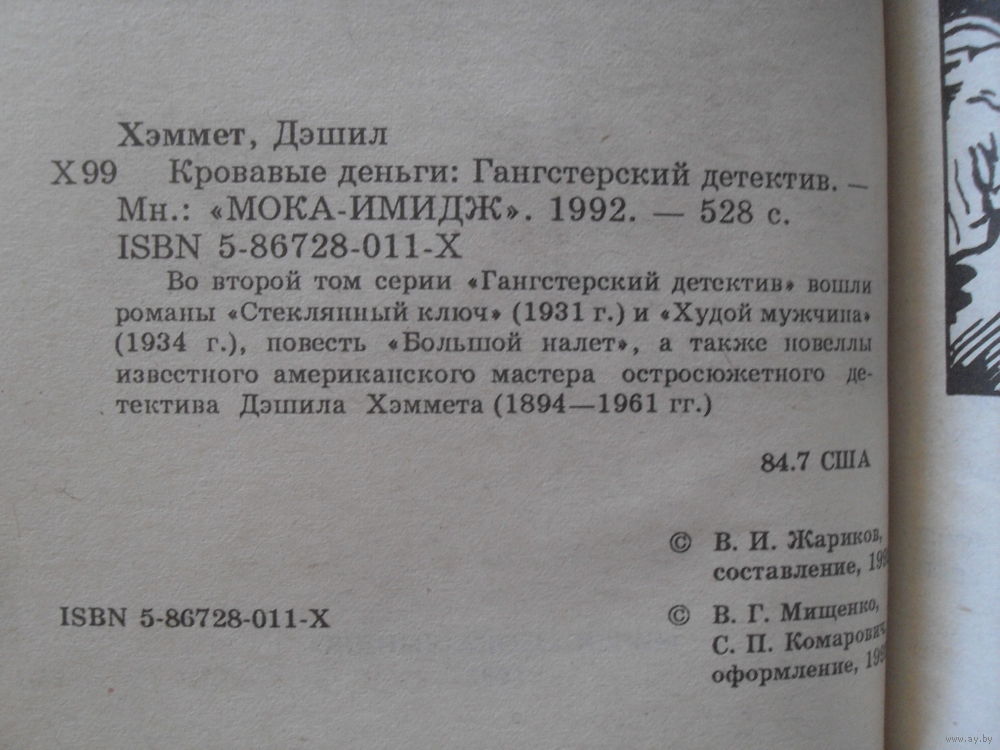 Хэммет, Дэшил
Х99 Кровавые деньги: Гангстерский детектив. —
Мн.: «МОКА-ИМИДЖ». 1992. — 528 с.
ISBN 5-86728-011-X
Во второй том серии «Гангстерский детектив» вошли
романы «Стеклянный ключ» (1931 г.) и «Худой мужчина»
(1934 г.), повесть «Большой налет», а также новеллы
известного американского мастера остросюжетного де-
тектива Дэшила Хэммета (1894—1961 гг.)
84.7 США
© В. И. Жариков,
составление,
ISBN 5-86728-011-X
© В. Г. Мищенко,
С. П. Комарович,
оформление,
www.ay.by